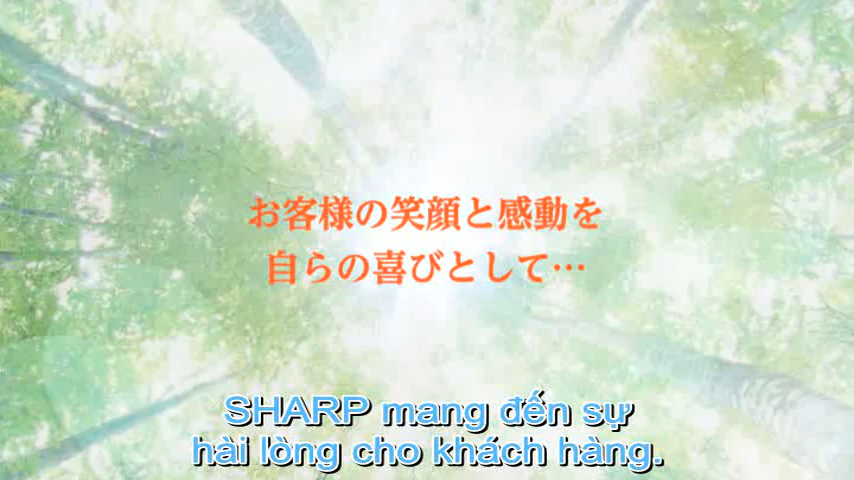 お客様の笑顔と感動を
自らの喜びとして…
SHARP mang đến sự
hài lòng cho khách hàng.